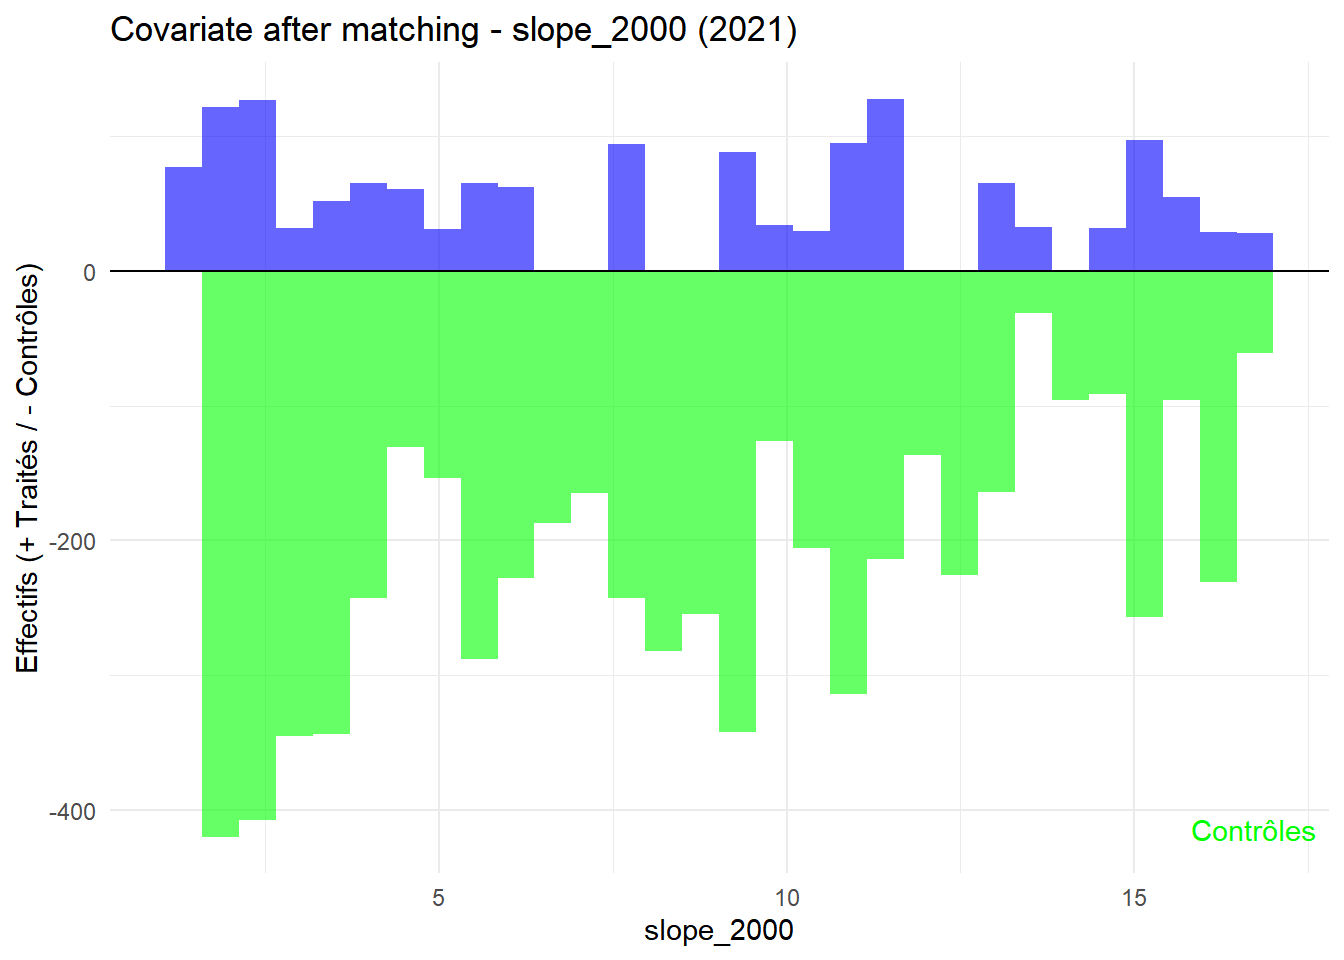 Covariate after matching - slope_2000 (2021)
Effectifs (+ Traités / - Contrôles)
0
-200
-400
Contrôles
5
10
15
slope_2000